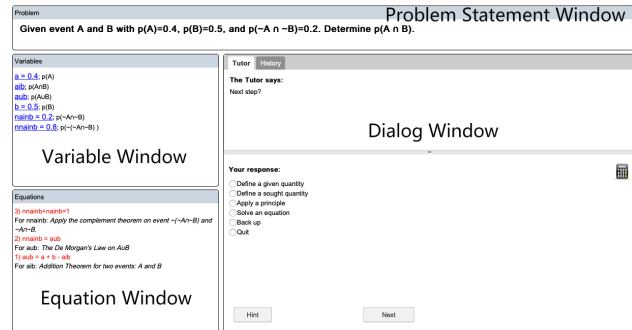 Problem
Problem Statement Window
Given event A and B with p(A)=0.4, p(B)=0.5, and p(~A ∩ ~B)=0.2. Determine p(A ∩ B).
Variables
a = 0.4; p(A)
aib; p(A∩B)
aub; p(A∪B)
b = 0.5; p(B)
nainb = 0.2; p(~A∩~B)
nnainb = 0.8; p(~(~A∩~B) )
Variable Window
Equations
3) nnainb+nainb=1
For nnainb: Apply the complement theorem on event ~(~A∩~B) and
~A∩~B.
2) nnainb = aub
For aub: The De Morgan's Law on A∪B
1) aub = a + b - aib
For aib: Addition Theorem for two events: A and B
Equation Window
Tutor History
The Tutor says:
Next step?
Dialog Window
Your response:
Define a given quantity
Define a sought quantity
Apply a principle
Solve an equation
Back up
Quit
Hint Next